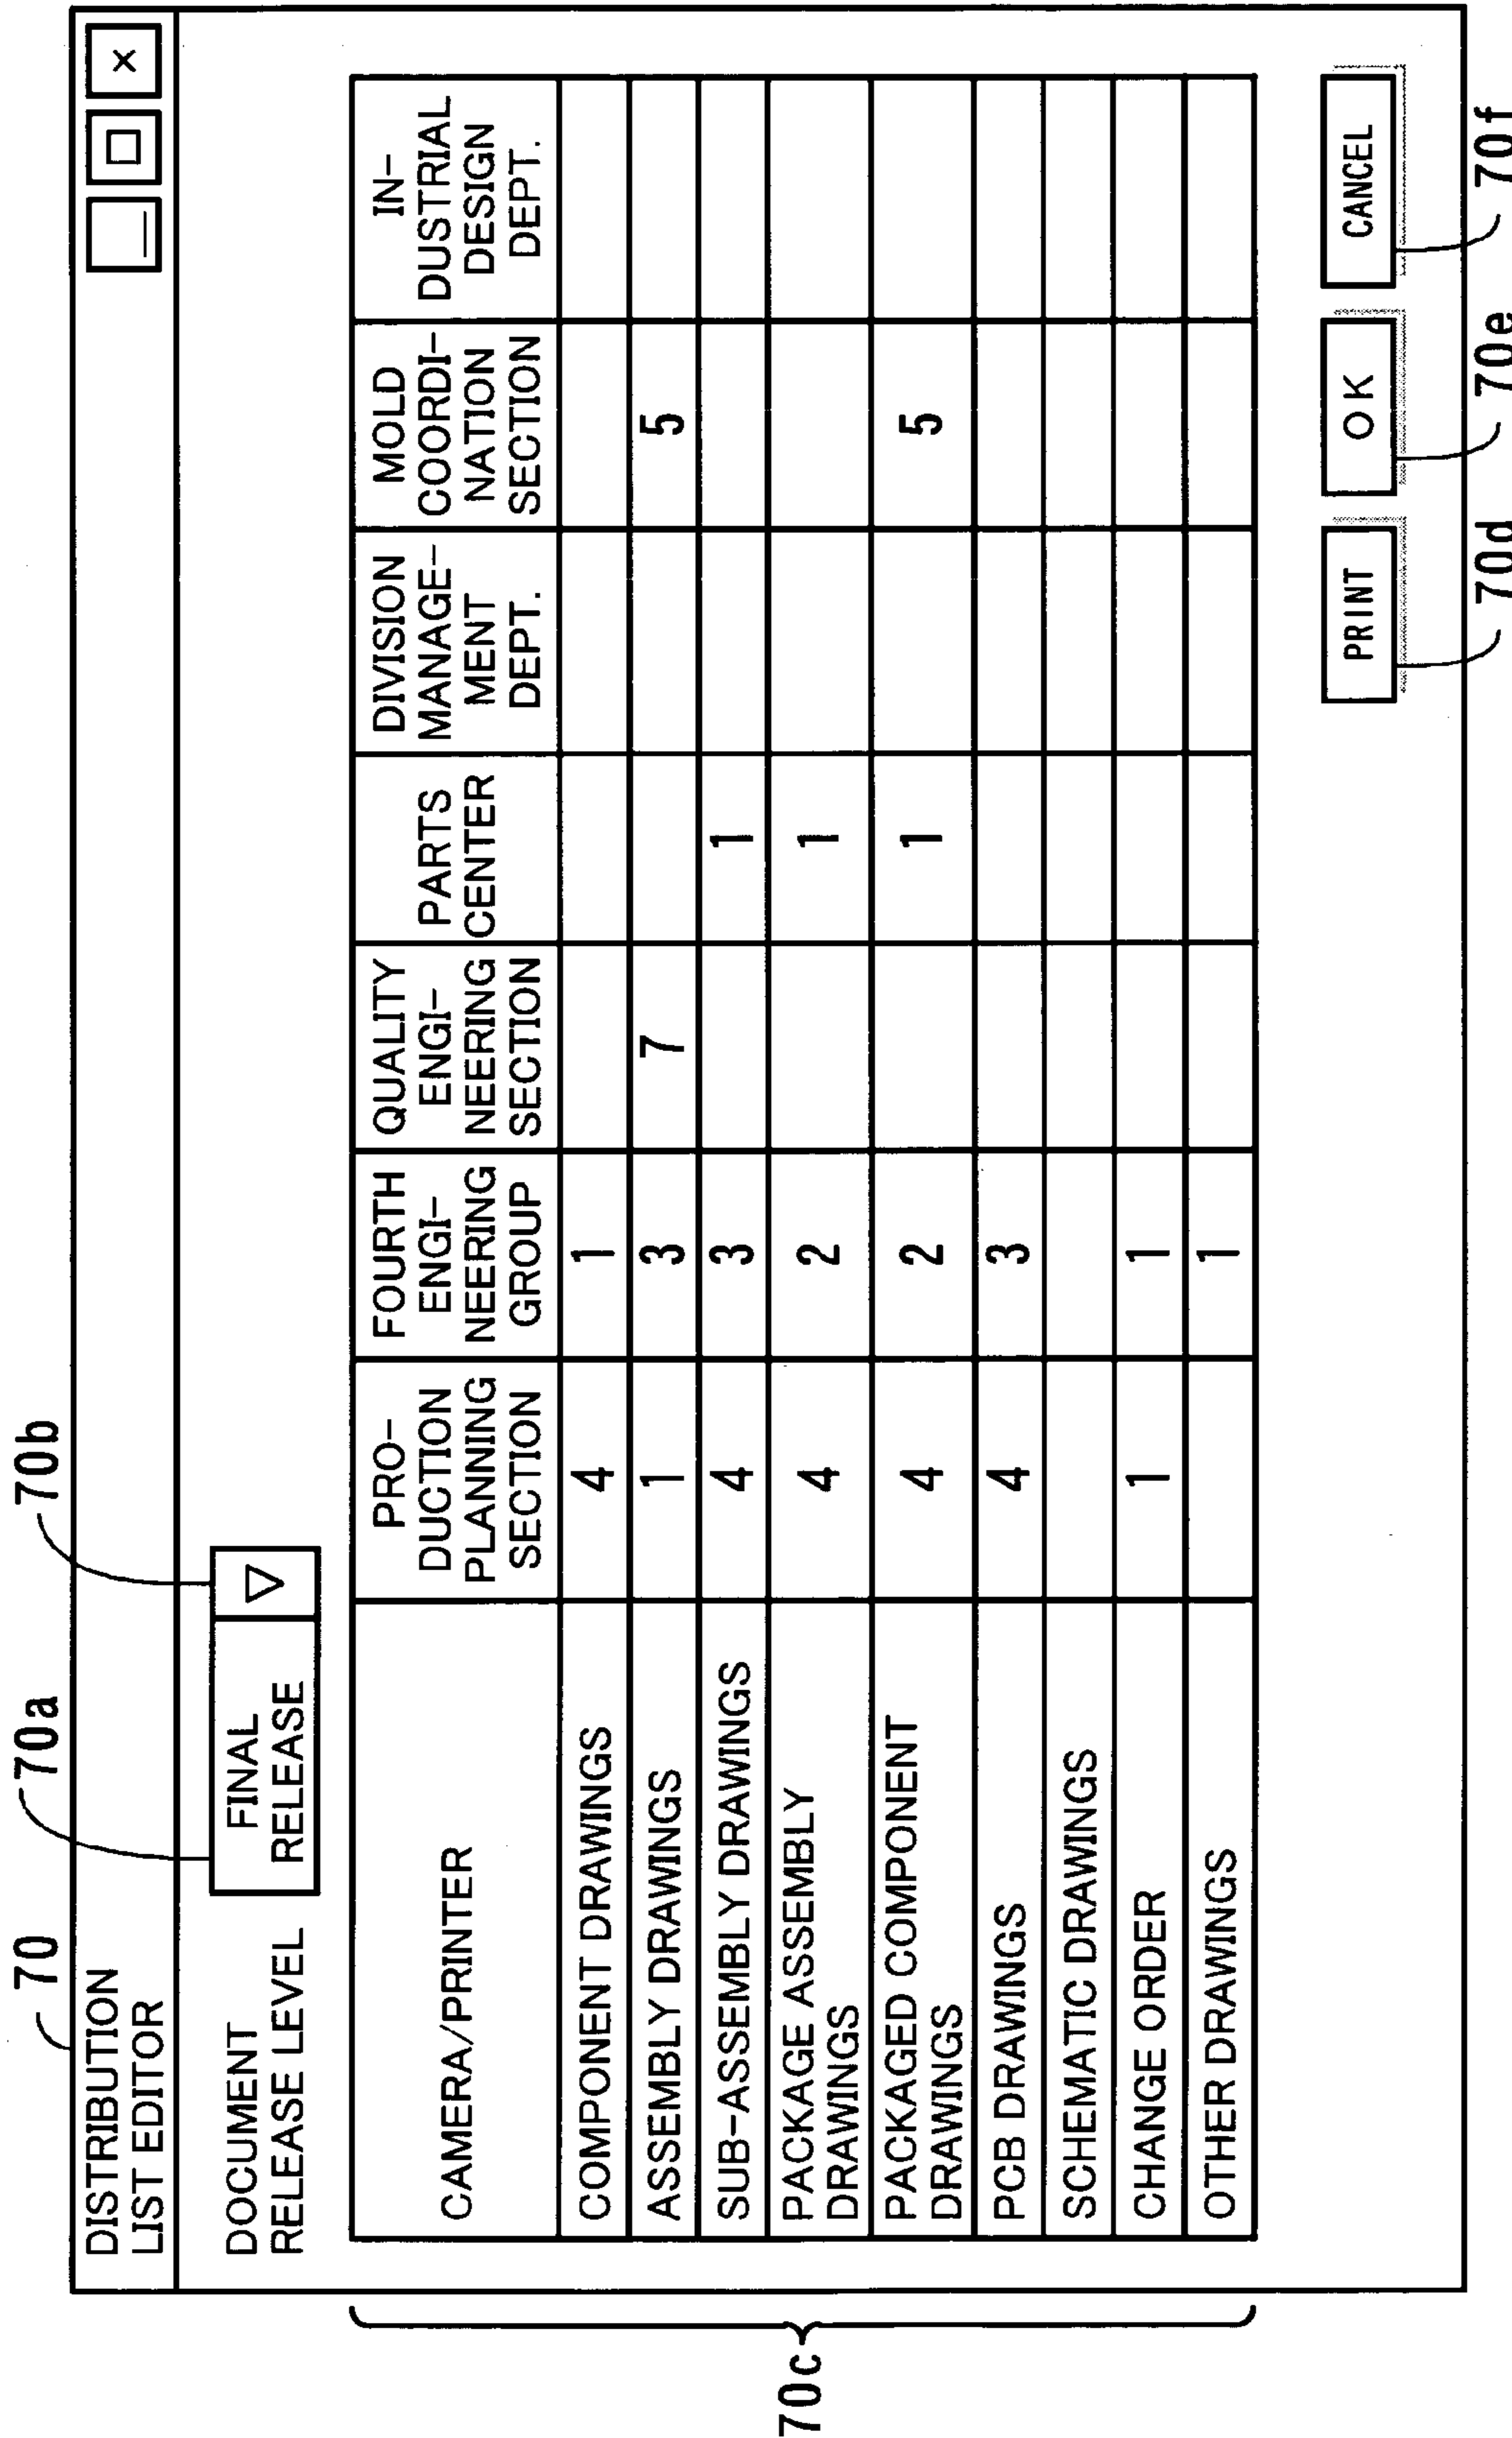 70
70a
70b
DISTRIBUTION
LIST EDITOR
×
DOCUMENT
RELEASE LEVEL
FINAL
RELEASE
▽
70c
CAMERA/PRINTER
PRO-
DUCTION
PLANNING
SECTION
FOURTH
ENGI-
NEERING
GROUP
QUALITY
ENGI-
NEERING
SECTION
PARTS
CENTER
DIVISION
MANAGE-
MENT
DEPT.
MOLD
COORDI-
NATION
SECTION
IN-
DUSTRIAL
DESIGN
DEPT.
COMPONENT DRAWINGS 4 1
ASSEMBLY DRAWINGS 1 3 7 5
SUB-ASSEMBLY DRAWINGS 4 3 1
PACKAGE ASSEMBLY
DRAWINGS
4 2 1
PACKAGED COMPONENT
DRAWINGS
4 2 1 5
PCB DRAWINGS 4 3
SCHEMATIC DRAWINGS
CHANGE ORDER 1 1
OTHER DRAWINGS 1
PRINT
OK
CANCEL
70d
70e
70f